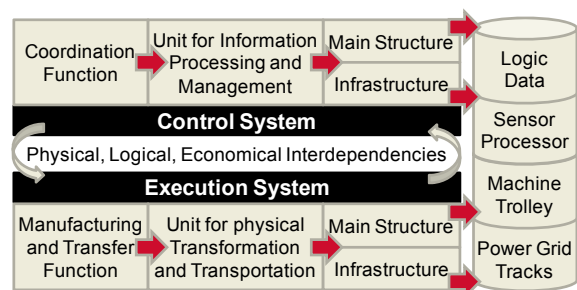 Coordination
Function
Unit for Information
Processing and
Management
Main Structure
Infrastructure
Logic
Data
Control System
Sensor
Processor
Physical, Logical, Economical Interdependencies
Execution System
Machine
Trolley
Manufacturing
and Transfer
Function
Unit for physical
Transformation
and Transportation
Main Structure
Infrastructure
Power Grid
Tracks